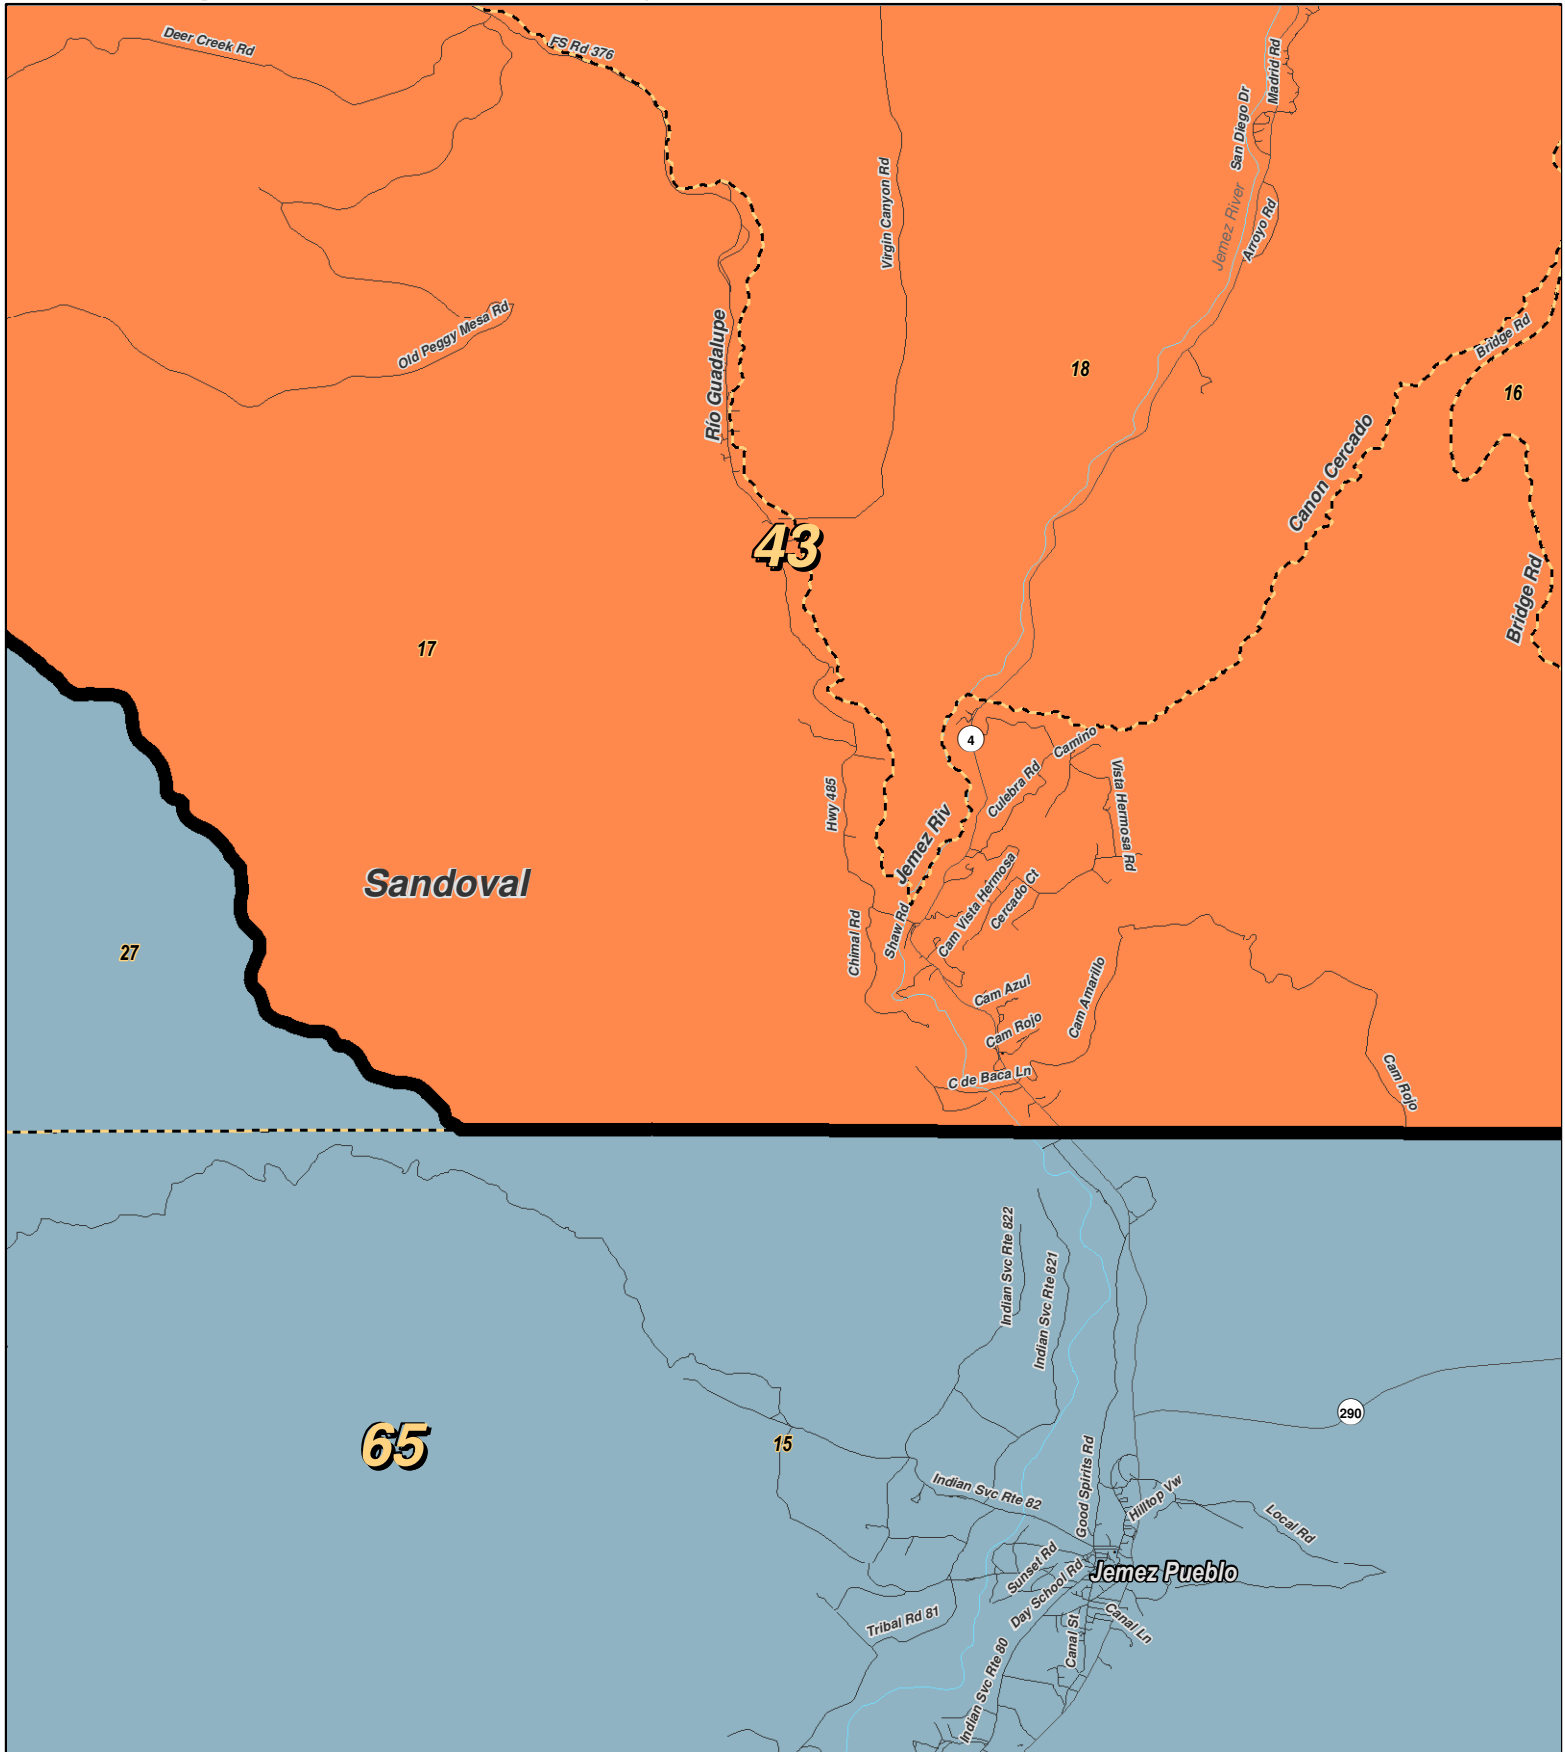 Deer Creek Rd
FS Rd 376
Madrid Rd
San Diego Dr
Virgin Canyon Rd
Jemez River
Arroyo Rd
Old Peggy Mesa Rd
Rio Guadalupe
Bridge Rd
18
16
Canon Cercado
43
Bridge Rd
17
4
Camino
Culebra Rd
Vista Hermosa Rd
Hwy 485
Jemez Riv
Sandoval
Cam Vista Hermosa
Cercado Ct
Shaw Rd
Chimal Rd
27
Cam Azul
Cam Amarillo
Cam Rojo
C de Baca Ln
Cam Rojo
Indian Svc Rte 822
Indian Svc Rte 821
290
65
15
Good Spirits Rd
Indian Svc Rte 82
Hilltop Vw
Local Rd
Sunset Rd
Jemez Pueblo
Day School Rd
Tribal Rd 81
Canal St
Canal Ln
Indian Svc Rte 80